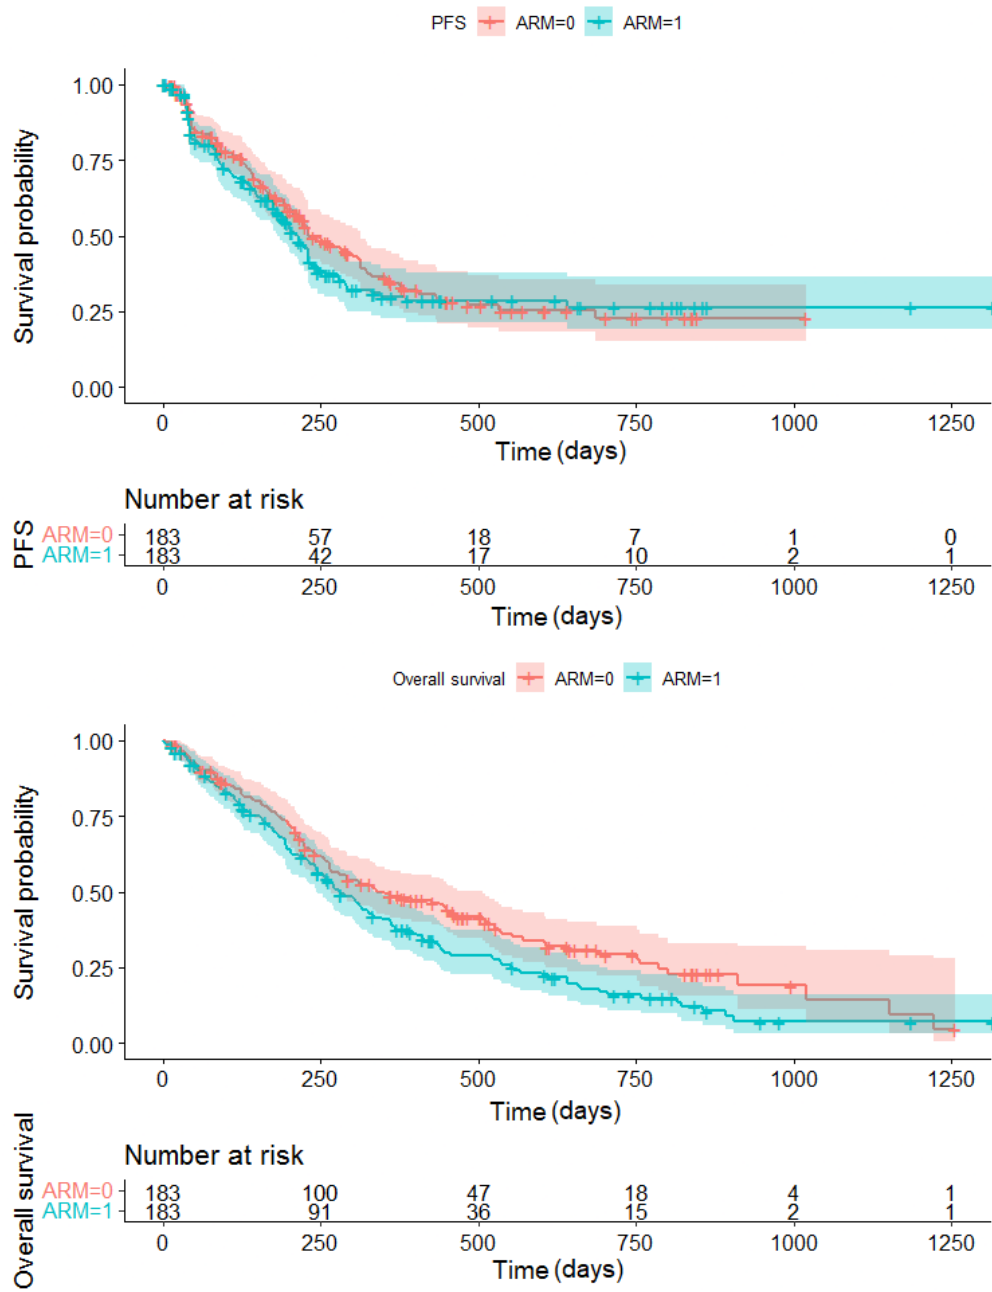 PFS ARM=0 ARM=1
Survival probability
1.00
0.75
0.50
0.25
0.00
0 250 500 750 1000 1250
Time (days)
Number at risk
PFS
ARM=0 183 57 18 7 1 0
ARM=1 183 42 17 10 2 1
0 250 500 750 1000 1250
Time (days)
Overall survival ARM=0 ARM=1
Survival probability
1.00
0.75
0.50
0.25
0.00
0 250 500 750 1000 1250
Time (days)
Number at risk
Overall survival
ARM=0 183 100 47 18 4 1
ARM=1 183 91 36 15 2 1
0 250 500 750 1000 1250
Time (days)